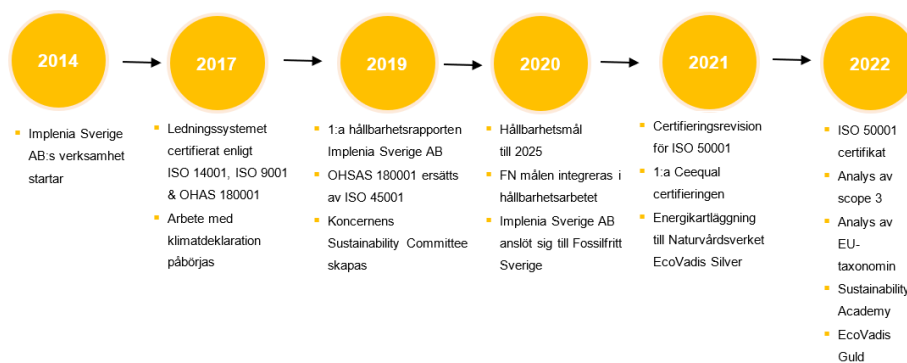 2014
Implenia Sverige
AB:s verksamhet
startar
2017
Ledningssystemet
certifierat enligt
ISO 14001, ISO 9001
& OHAS 180001
Arbete med
klimatdeklaration
påbörjas
2019
1:a hållbarhetsrapporten
Implenia Sverige AB
OHSAS 180001 ersätts
av ISO 45001
Koncernens
Sustainability Committee
skapas
2020
Hållbarhetsmål
till 2025
FN målen integreras i
hållbarhetsarbetet
Implenia Sverige AB
anslöt sig till Fossilfritt
Sverige
2021
Certifieringsrevision
för ISO 50001
1:a Ceequal
certifieringen
Energikartläggning
till Naturvårdsverket
EcoVadis Silver
2022
ISO 50001
certifikat
Analys av
scope 3
Analys av
EU-
taxonomin
Sustainability
Academy
EcoVadis
Guld